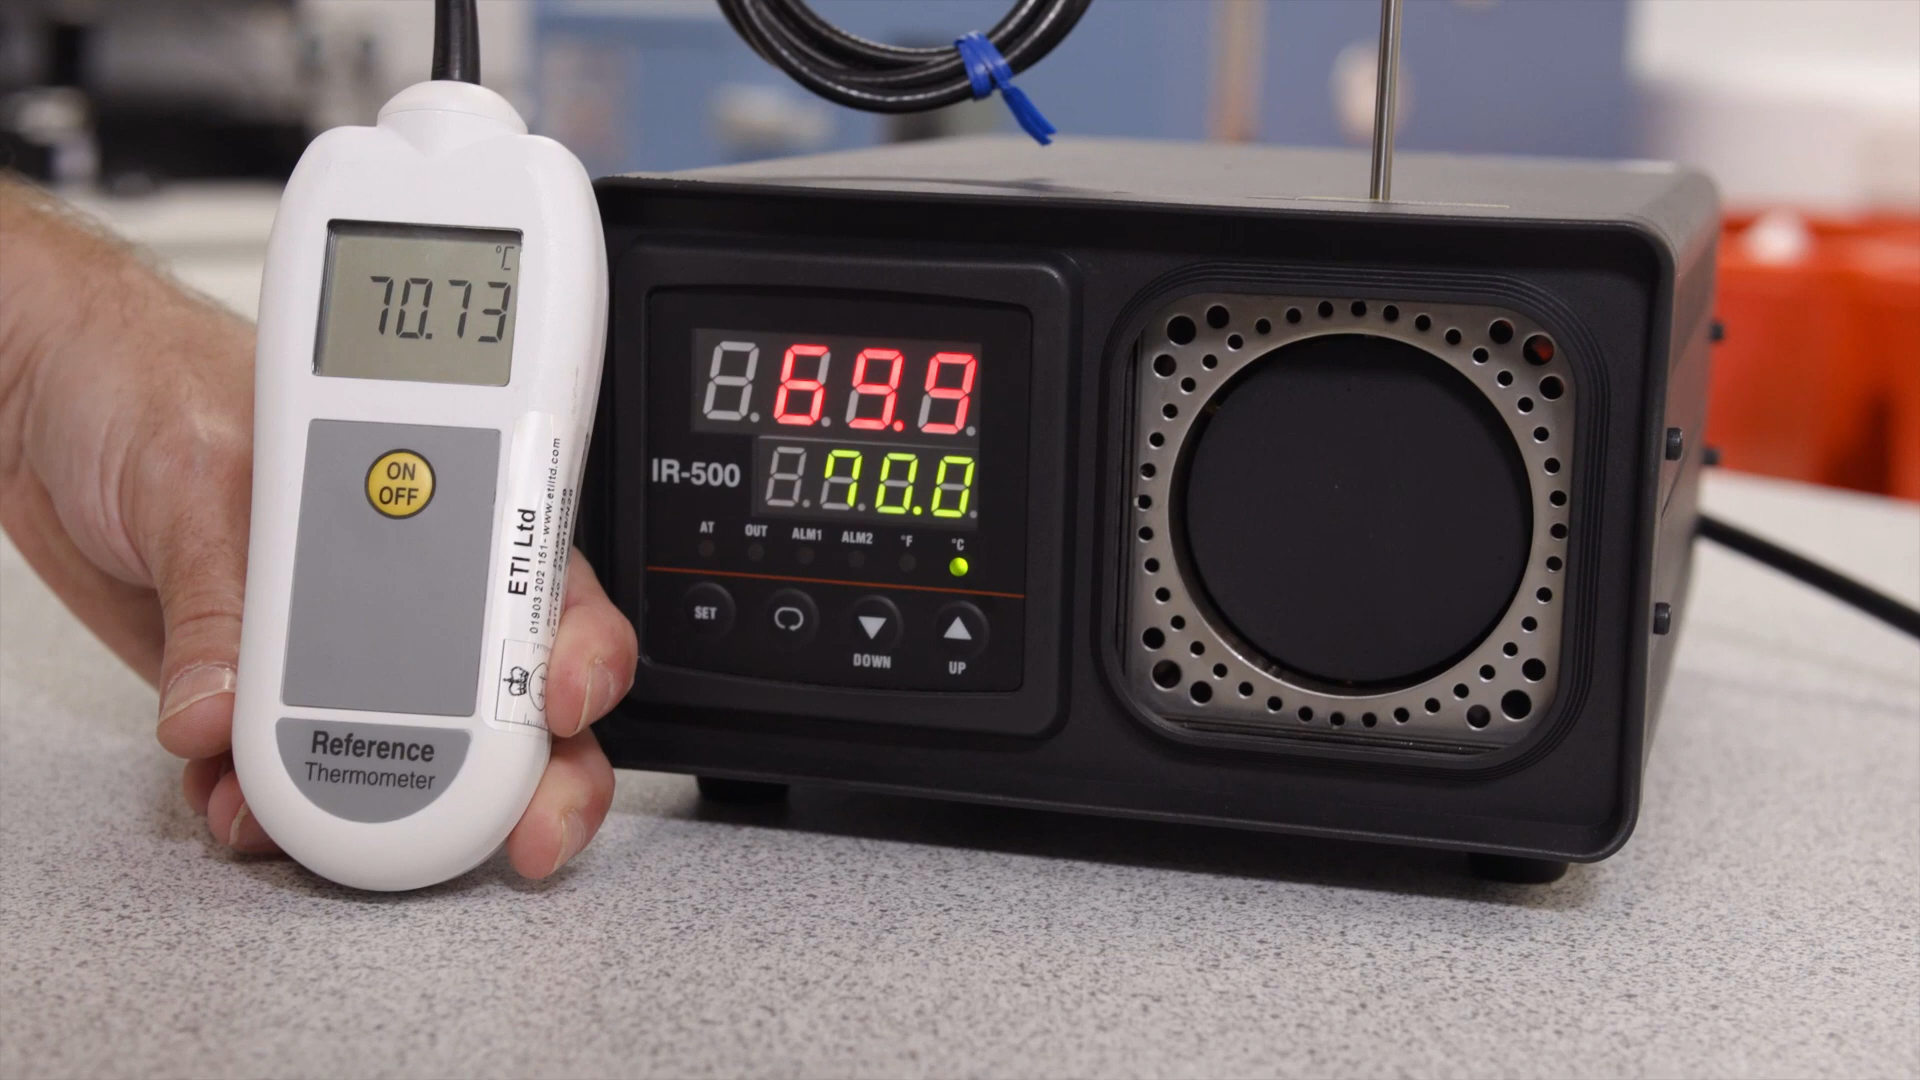 °C
70.73
ON
OFF
ETI Ltd
01903 202 151 - www.etiltd.com
Reference
Thermometer
69.9
70.0
IR-500
AT OUT ALM1 ALM2 °F °C
SET
DOWN
UP